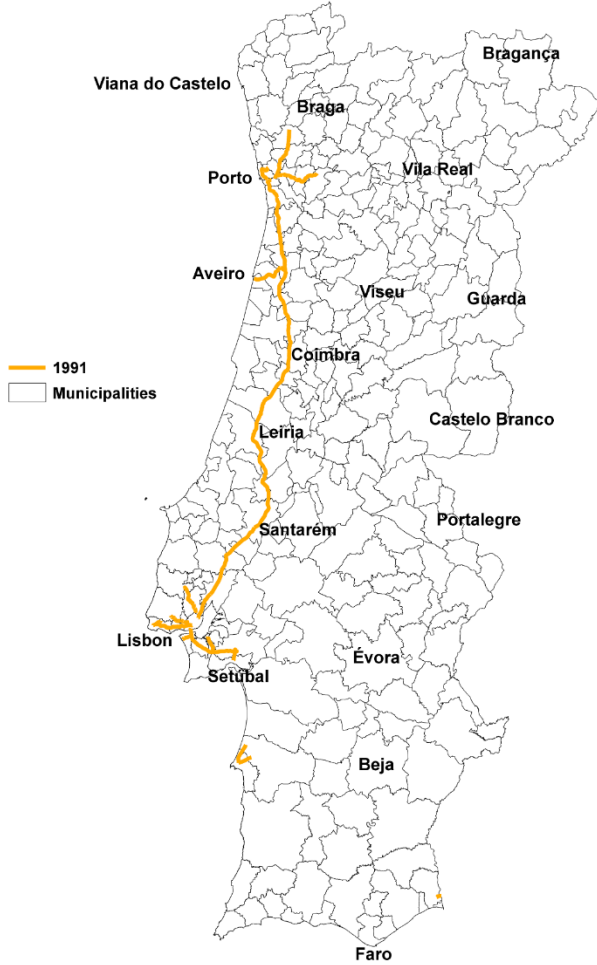 Bragança
Viana do Castelo
Braga
Vila Real
Porto
Aveiro
Viseu
Guarda
Coimbra
1991
Municipalities
Castelo Branco
Leiria
Portalegre
Santarém
Lisbon
Évora
Setúbal
Beja
Faro